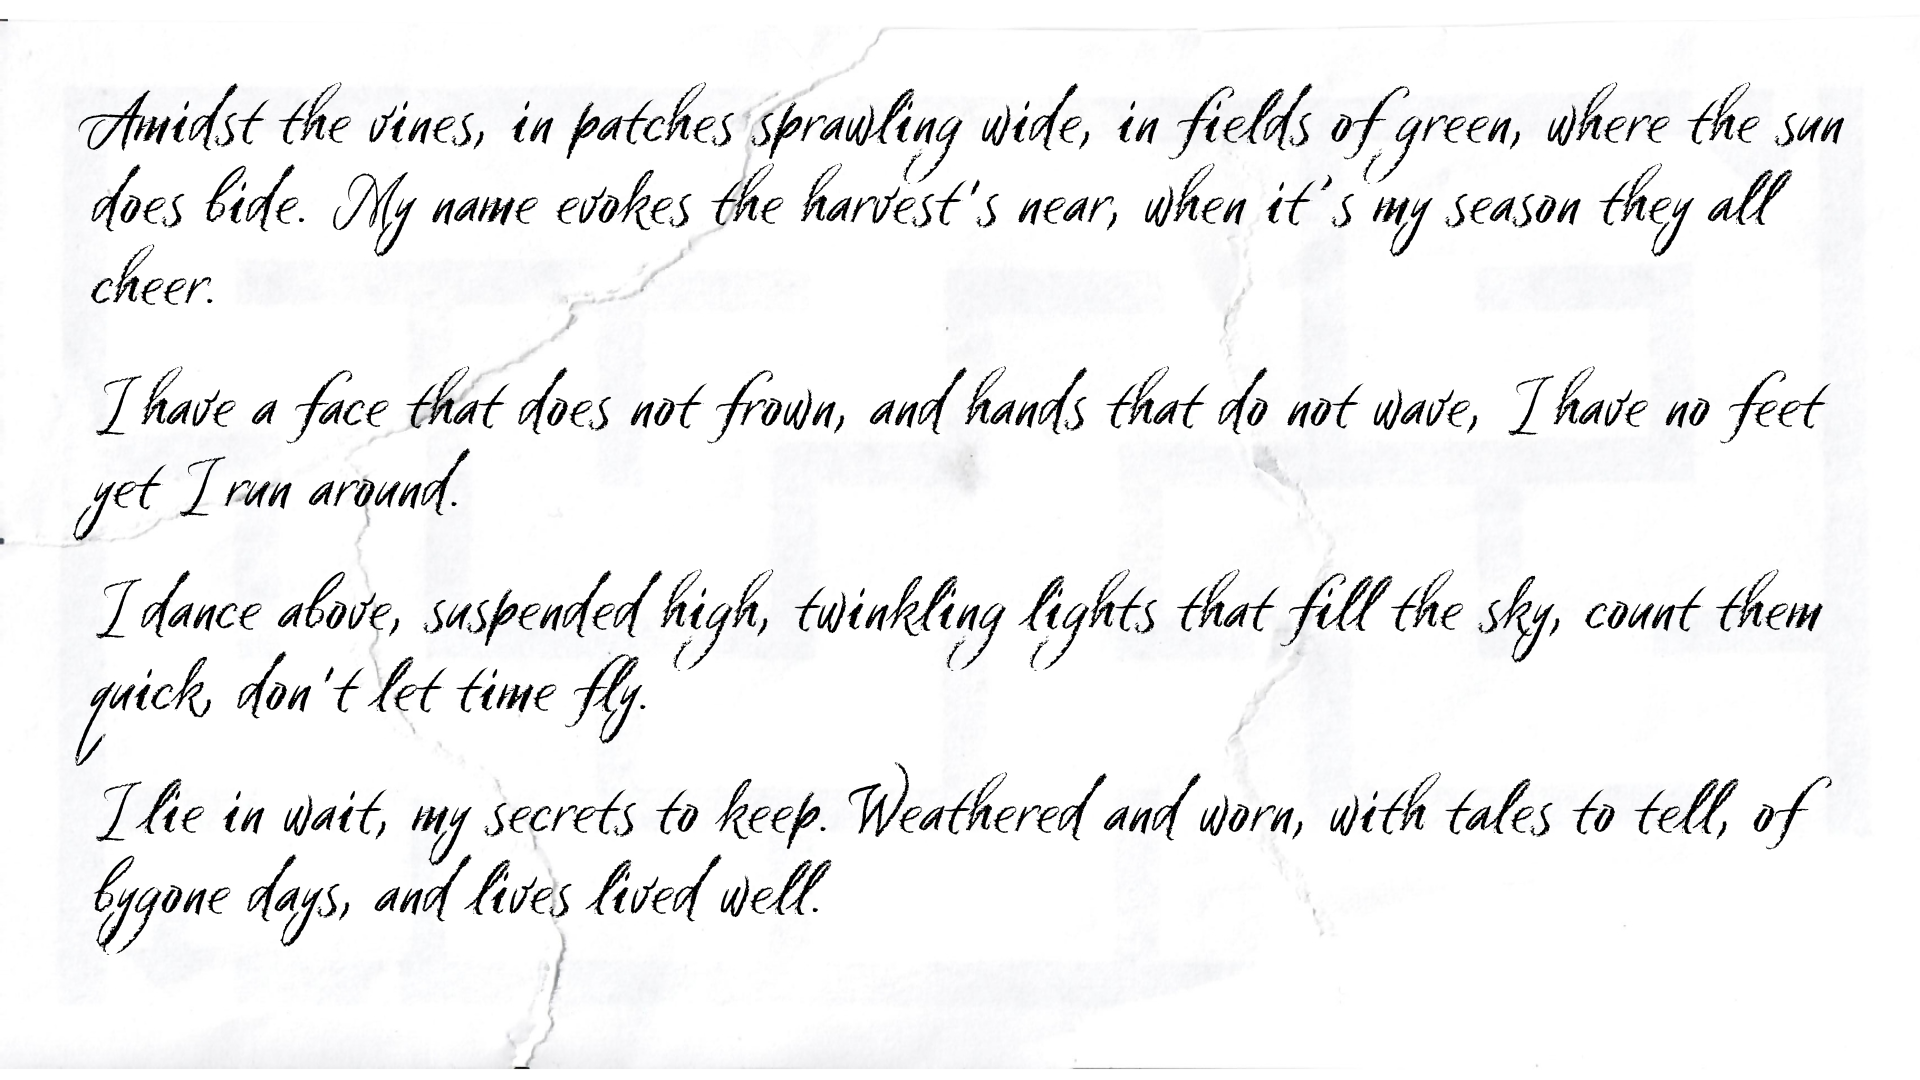 Amidst the vines, in patches sprawling wide, in fields of green, where the sun
does bide. My name evokes the harvest's near, when it's my season they all
cheer.
I have a face that does not frown, and hands that do not wave, I have no feet
yet I run around.
I dance above, suspended high, twinkling lights that fill the sky, count them
quick, don't let time fly.
I lie in wait, my secrets to keep. Weathered and worn, with tales to tell, of
bygone days, and lives lived well.